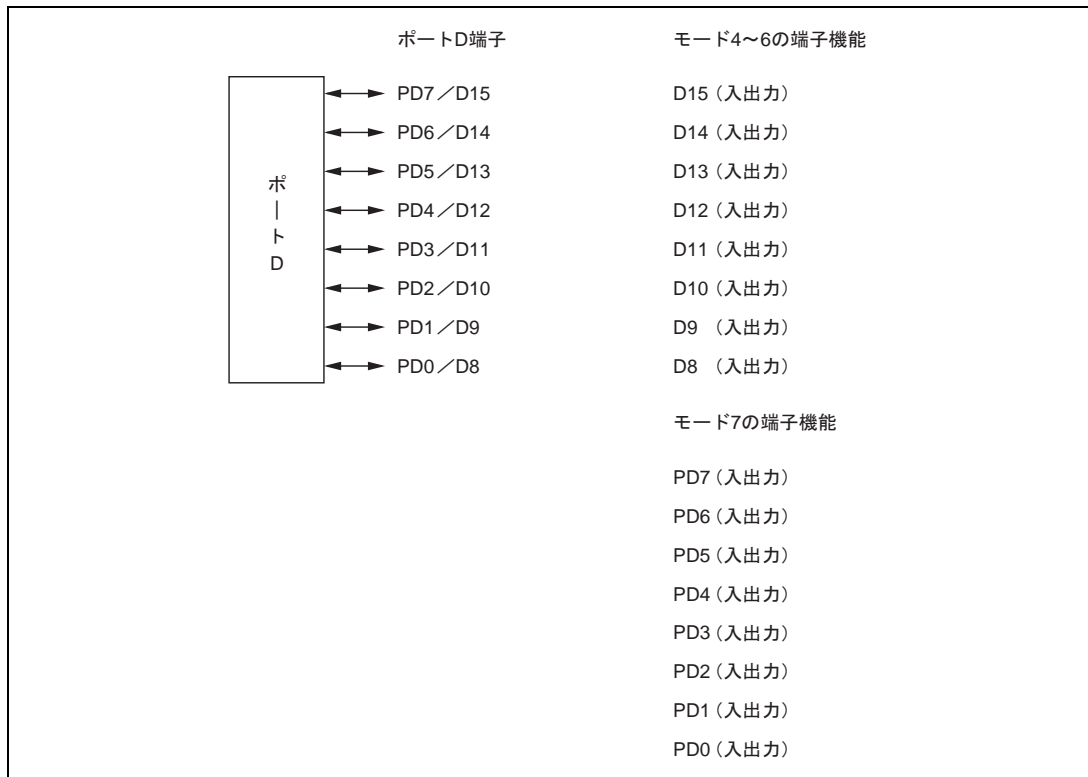 ポートD端子 モード4～6の端子機能
PD7／D15 D15（入出力）
PD6／D14 D14（入出力）
PD5／D13 D13（入出力）
PD4／D12 D12（入出力）
PD3／D11 D11（入出力）
PD2／D10 D10（入出力）
PD1／D9 D9 （入出力）
PD0／D8 D8 （入出力）
ポートD
モード7の端子機能
PD7（入出力）
PD6（入出力）
PD5（入出力）
PD4（入出力）
PD3（入出力）
PD2（入出力）
PD1（入出力）
PD0（入出力）